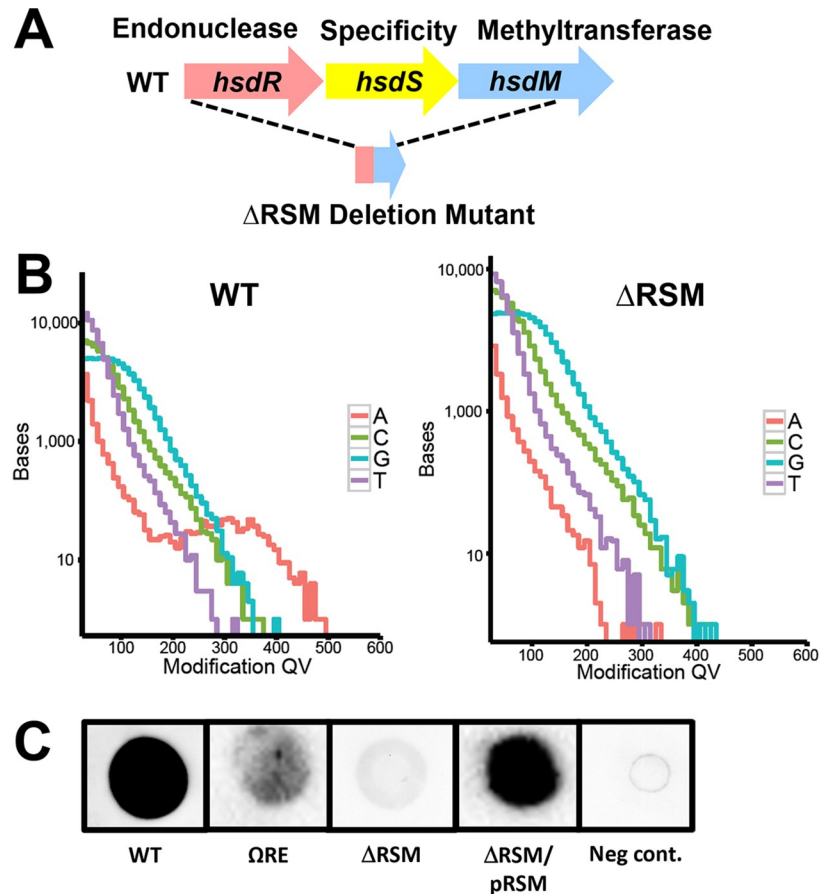 A
Endonuclease Specificity Methyltransferase
WT hsdR hsdS hsdM
ΔRSM Deletion Mutant
B
WT
10,000
1,000
10
Bases
A
C
G
T
100 200 300 400 500 600
Modification QV
ΔRSM
10,000
1,000
10
Bases
A
C
G
T
100 200 300 400 500 600
Modification QV
C
WT ΩRE ΔRSM ΔRSM/ Neg cont.
pRSM